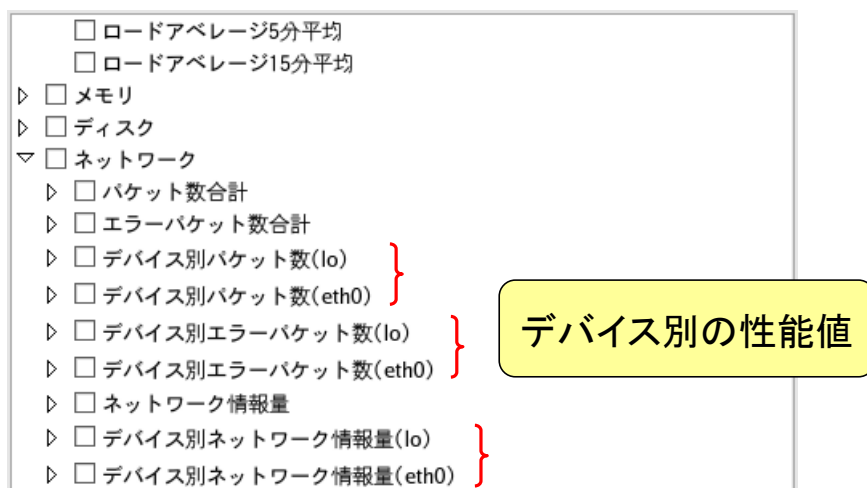 ロードアベレージ5分平均
ロードアベレージ15分平均
メモリ
ディスク
ネットワーク
パケット数合計
エラーパケット数合計
デバイス別パケット数(lo)
デバイス別パケット数(eth0)
デバイス別エラーパケット数(lo)
デバイス別エラーパケット数(eth0)
ネットワーク情報量
デバイス別ネットワーク情報量(lo)
デバイス別ネットワーク情報量(eth0)
デバイス別の性能値